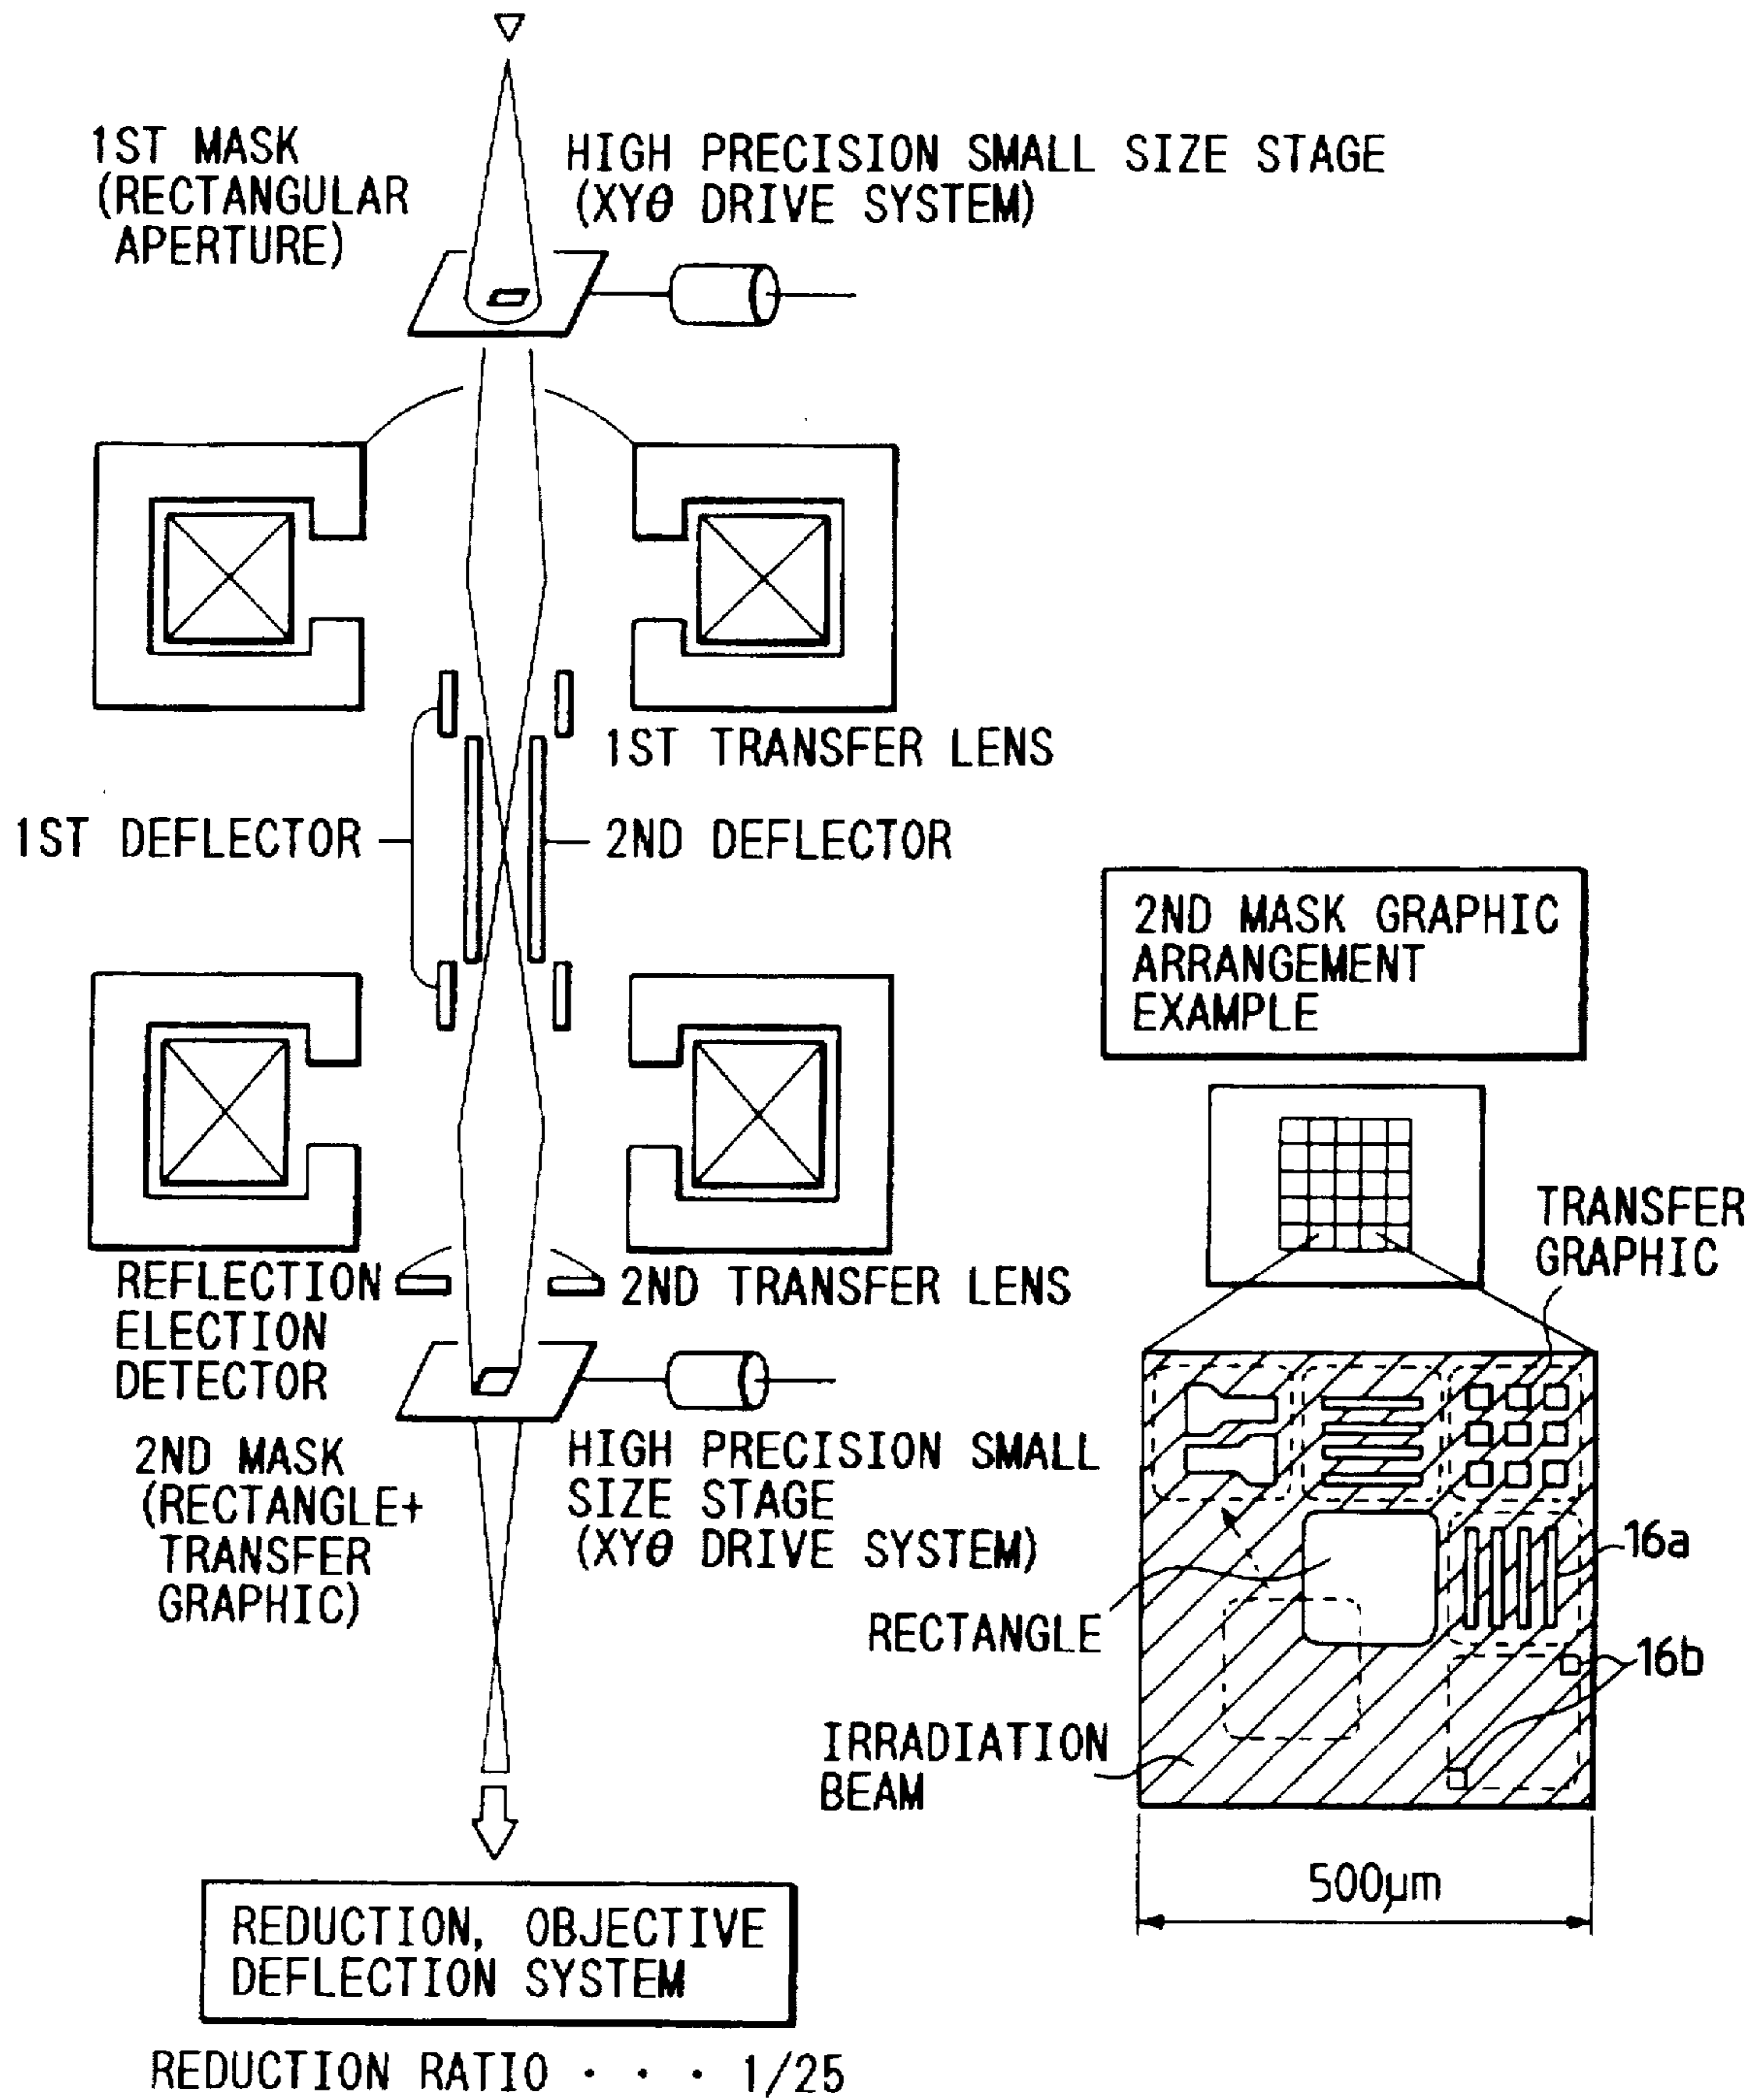 1ST MASK
(RECTANGULAR
APERTURE)
HIGH PRECISION SMALL SIZE STAGE
(XYθ DRIVE SYSTEM)
1ST TRANSFER LENS
1ST DEFLECTOR
2ND DEFLECTOR
2ND MASK GRAPHIC
ARRANGEMENT
EXAMPLE
TRANSFER
GRAPHIC
REFLECTION
ELECTION
DETECTOR
2ND TRANSFER LENS
2ND MASK
(RECTANGLE+
TRANSFER
GRAPHIC)
HIGH PRECISION SMALL
SIZE STAGE
(XYθ DRIVE SYSTEM)
16a
RECTANGLE
16b
IRRADIATION
BEAM
500μm
REDUCTION, OBJECTIVE
DEFLECTION SYSTEM
REDUCTION RATIO · · · 1/25